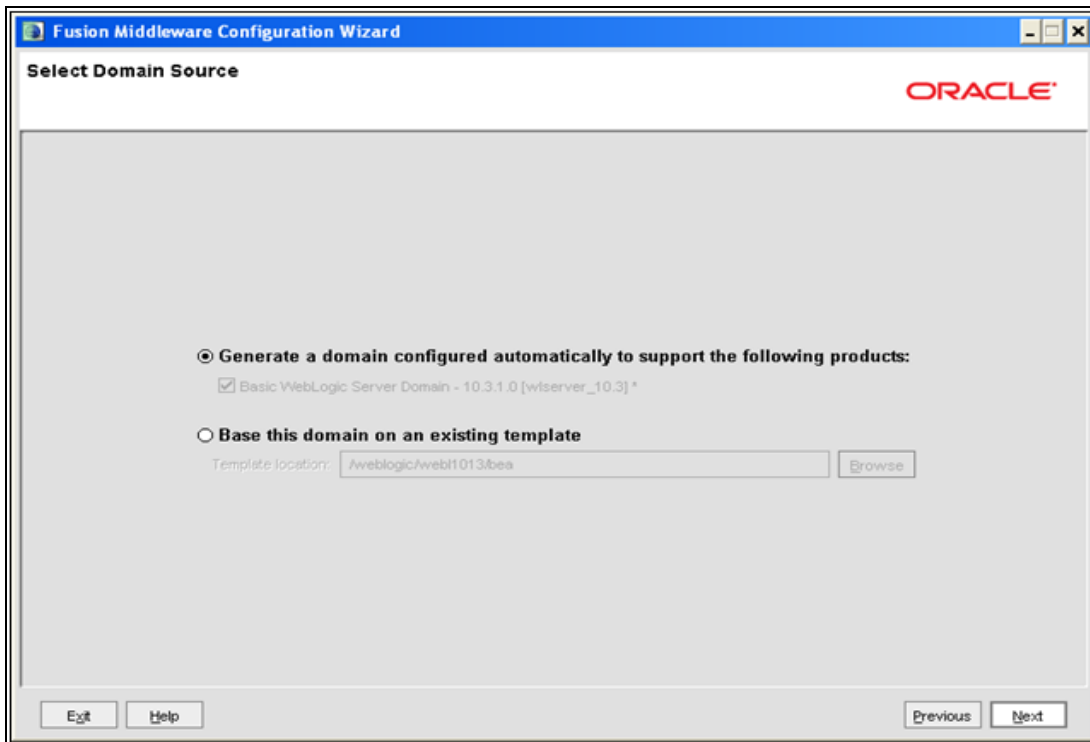 Fusion Middleware Configuration Wizard
Select Domain Source
ORACLE
Generate a domain configured automatically to support the following products:
Basic WebLogic Server Domain - 10.3.1.0 [wlserver_10.3] *
Base this domain on an existing template
Template location: /weblogic/webl1013/bea Browse
Exit Help Previous Next